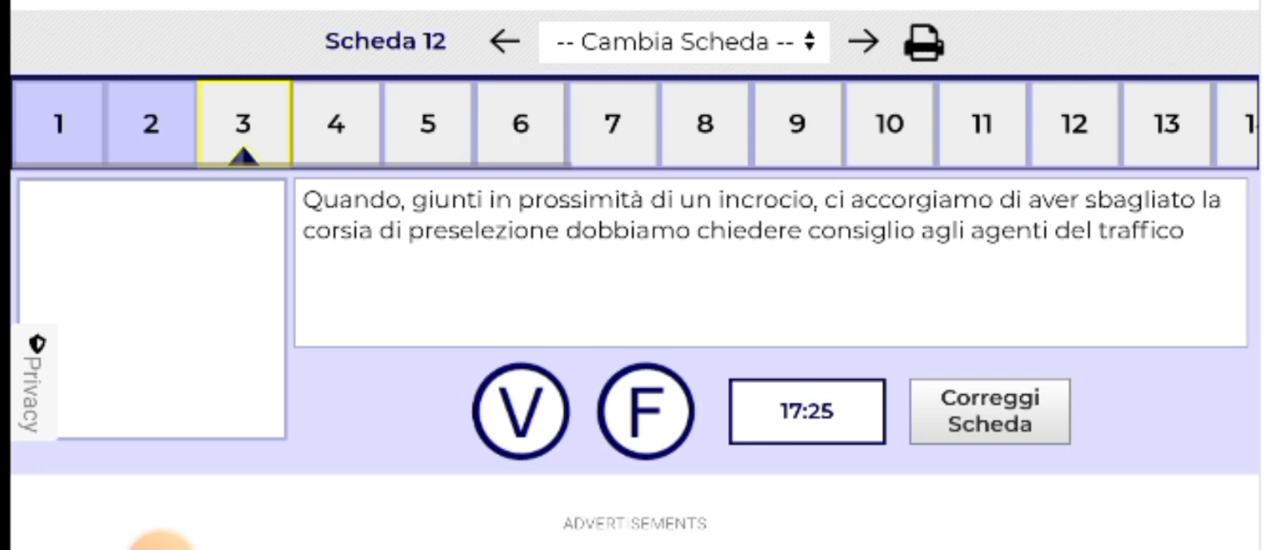 Scheda 12 -- Cambia Scheda --
1 2 3 4 5 6 7 8 9 10 11 12 13
Quando, giunti in prossimità di un incrocio, ci accorgiamo di aver sbagliato la
corsia di preselezione dobbiamo chiedere consiglio agli agenti del traffico
Privacy
V F 17:25 Correggi
Scheda
ADVERTISEMENTS